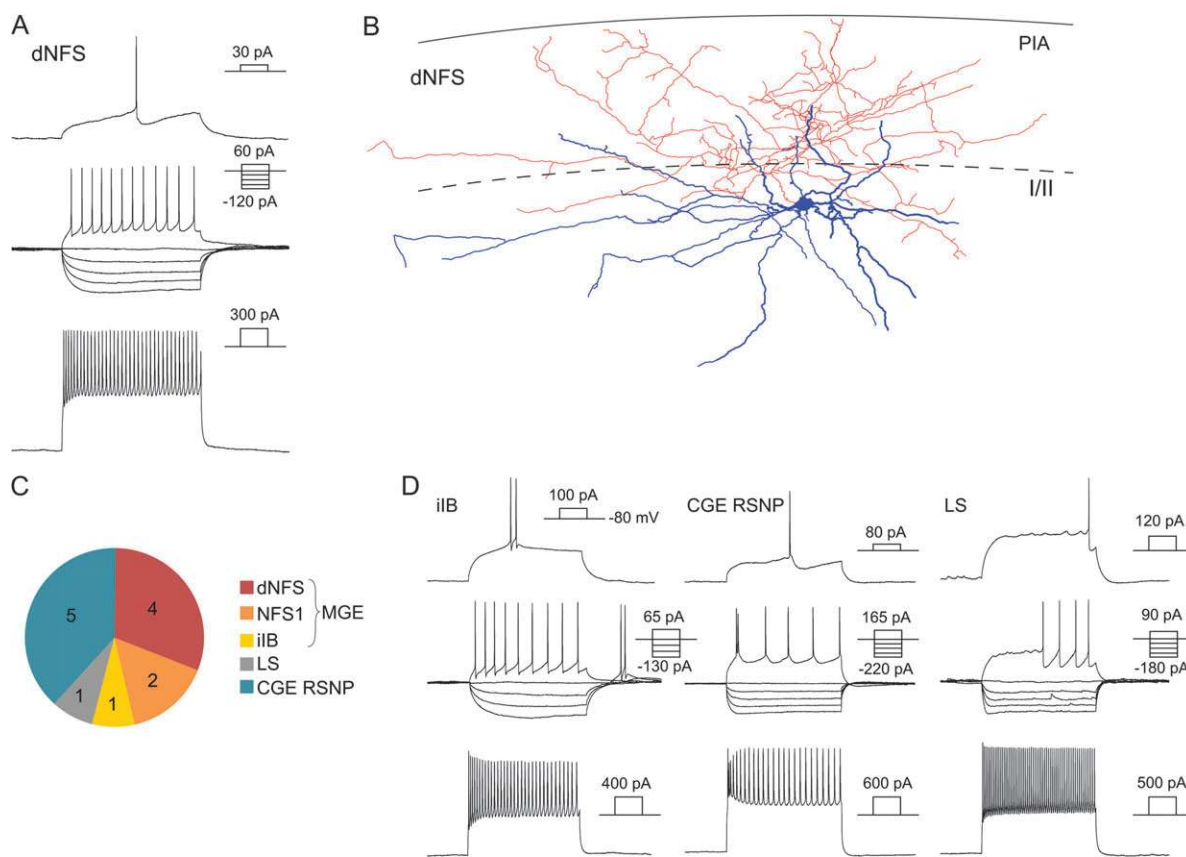 A
dNFS
30 pA
60 pA
-120 pA
300 pA
B
dNFS
PIA
I/II
C
5
4
1
1
2
dNFS
NFS1
iIB
MGE
LS
CGE RSNP
D
iIB
100 pA
-80 mV
CGE RSNP
80 pA
LS
120 pA
65 pA
-130 pA
165 pA
-220 pA
90 pA
-180 pA
400 pA
600 pA
500 pA